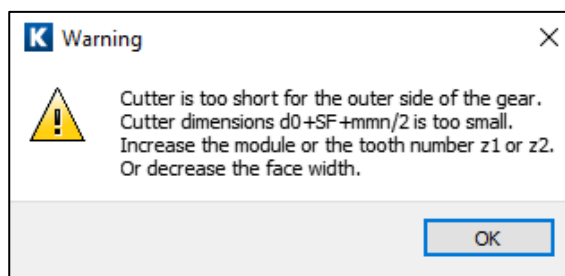 K Warning
Cutter is too short for the outer side of the gear.
Cutter dimensions d0+SF+mmn/2 is too small.
Increase the module or the tooth number z1 or z2.
Or decrease the face width.
OK